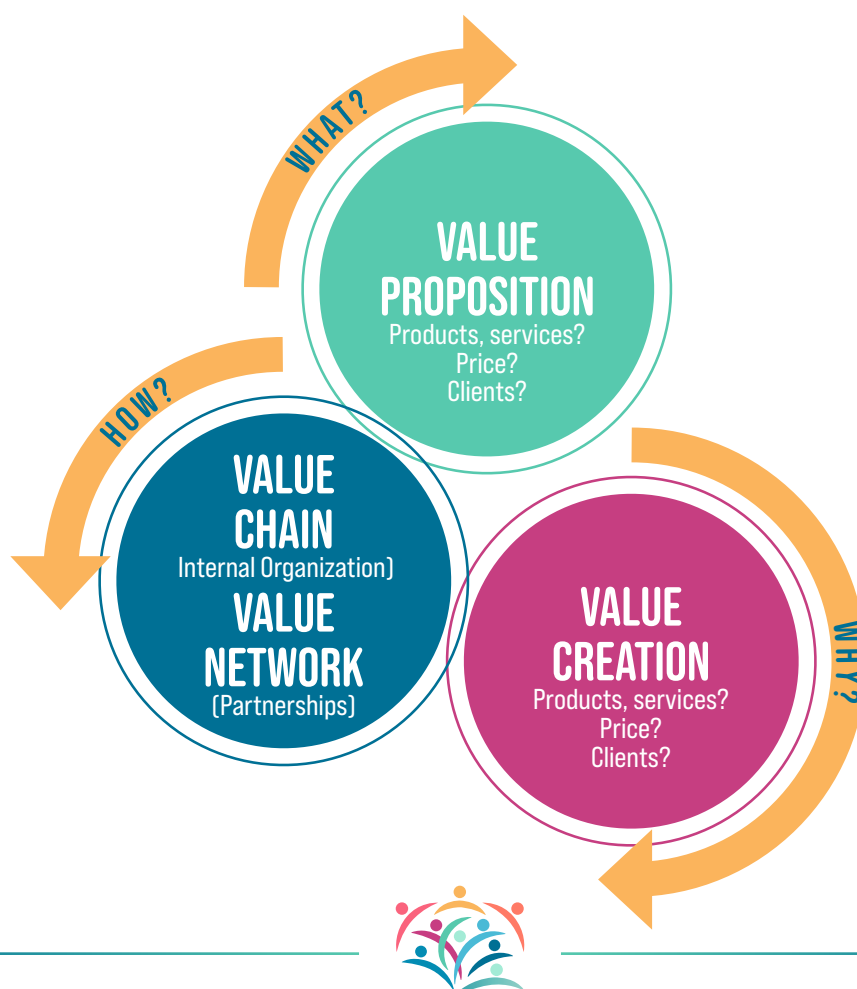 WHAT?
VALUE
PROPOSITION
Products, services?
Price?
Clients?
HOW?
VALUE
CHAIN
Internal Organization)
VALUE
NETWORK
(Partnerships)
WHY?
VALUE
CREATION
Products, services?
Price?
Clients?